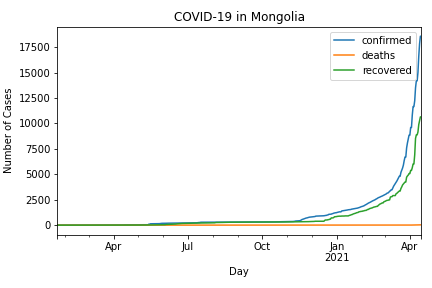 COVID-19 in Mongolia
confirmed
deaths
recovered
Number of Cases
17500
15000
12500
10000
7500
5000
2500
0
Apr
Jul
Oct
Jan
2021
Apr
Day